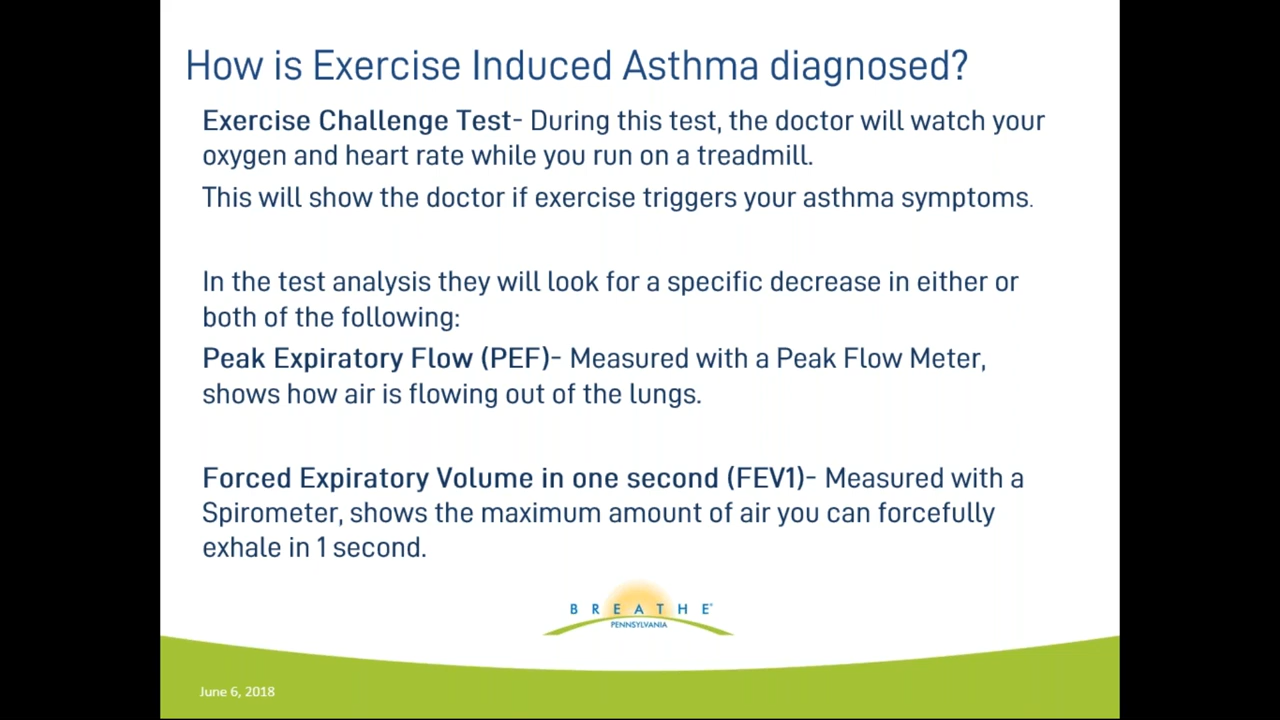 How is Exercise Induced Asthma diagnosed?
Exercise Challenge Test- During this test, the doctor will watch your
oxygen and heart rate while you run on a treadmill.
This will show the doctor if exercise triggers your asthma symptoms.
In the test analysis they will look for a specific decrease in either or
both of the following:
Peak Expiratory Flow (PEF)- Measured with a Peak Flow Meter,
shows how air is flowing out of the lungs.
Forced Expiratory Volume in one second (FEV1)- Measured with a
Spirometer, shows the maximum amount of air you can forcefully
exhale in 1 second.
BREATHE
PENNSYLVANIA
June 6, 2018